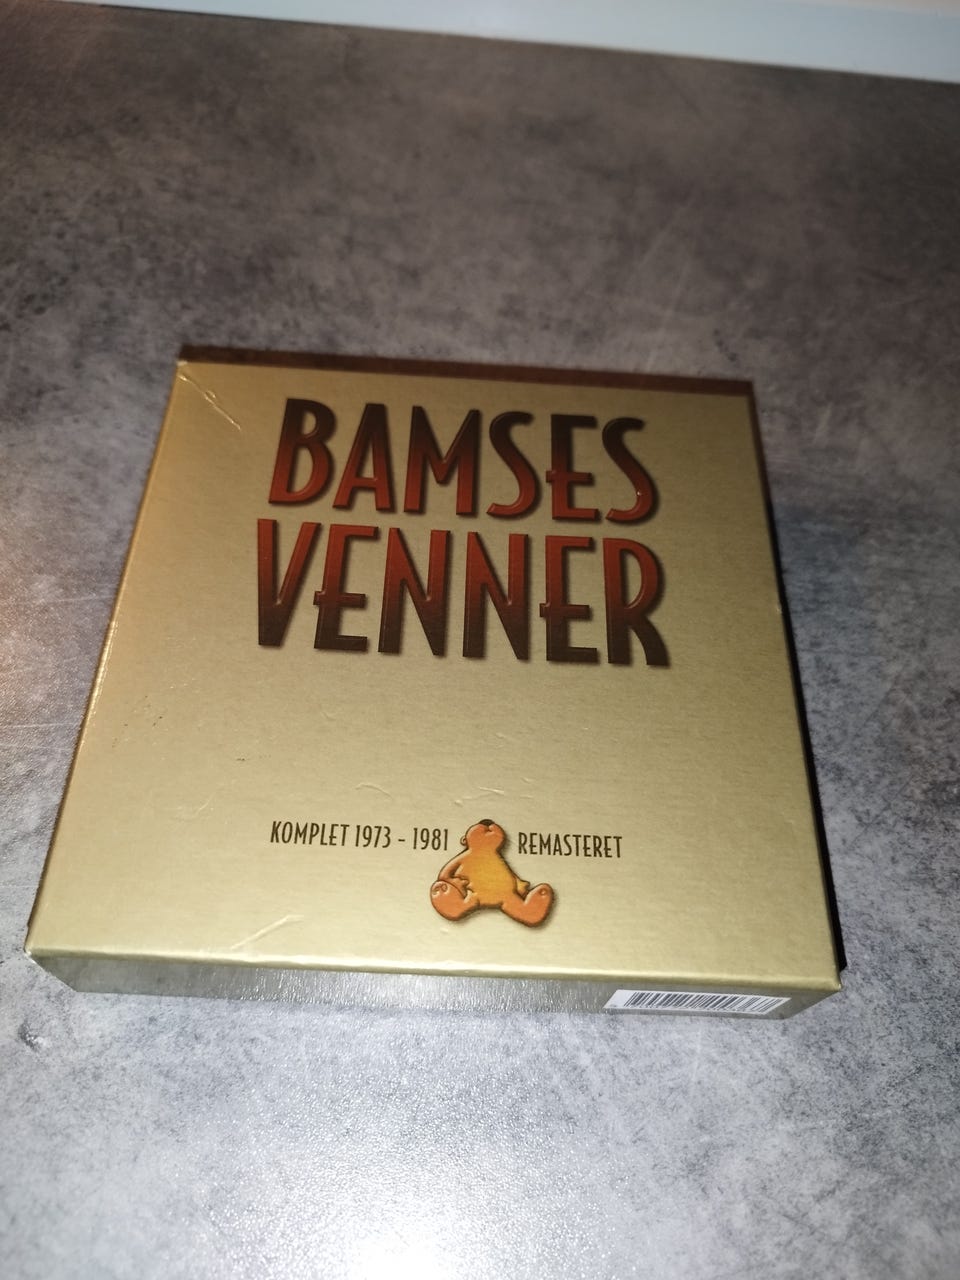 BAMSES
VENNER
KOMPLET 1973 - 1981 REMASTERET